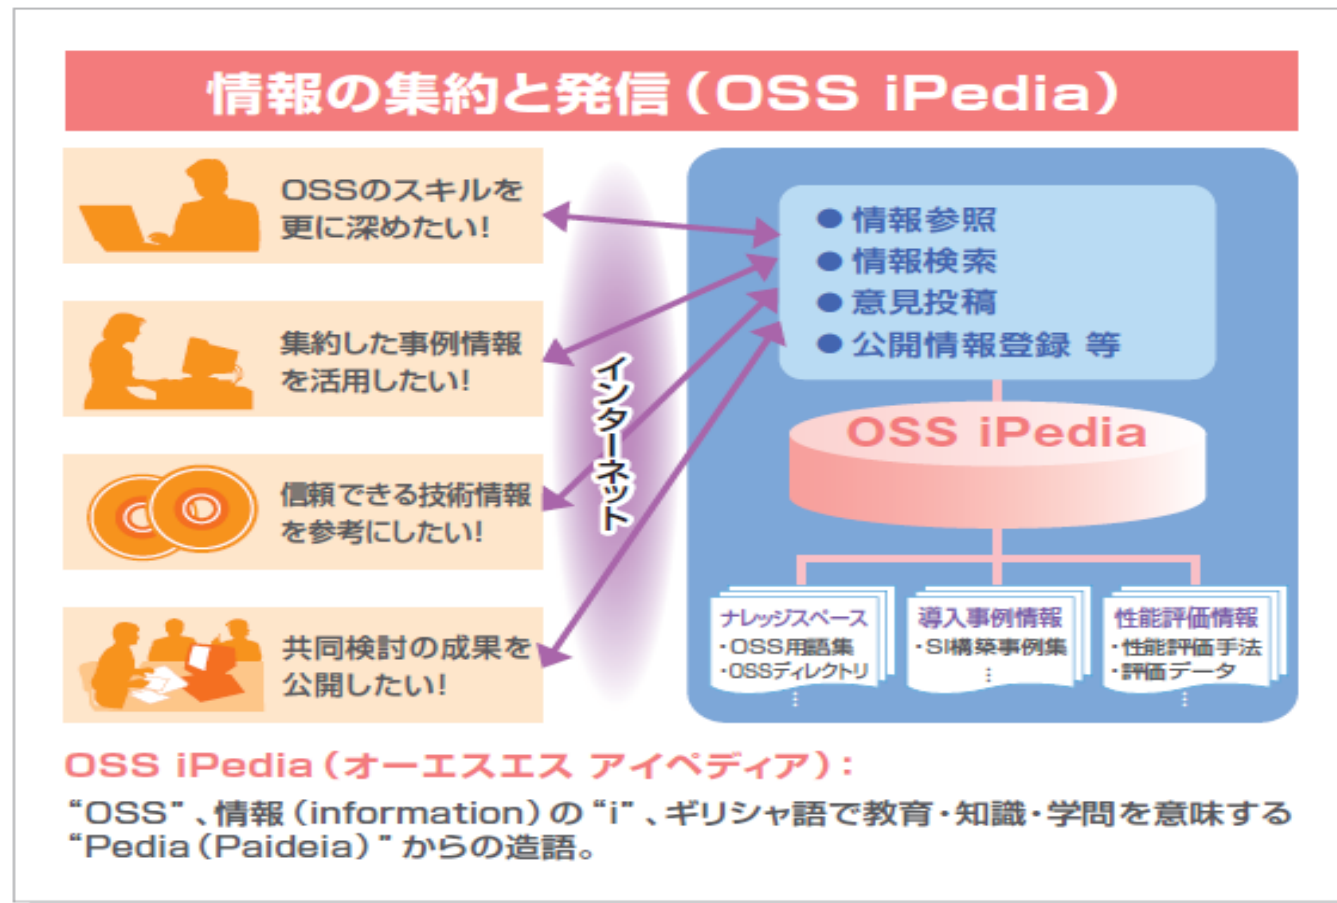 情報の集約と発信(OSS iPedia)
OSSのスキルを
更に深めたい!
集約した事例情報
を活用したい!
信頼できる技術情報
を参考にしたい!
共同検討の成果を
公開したい!
インターネット
●情報参照
●情報検索
●意見投稿
●公開情報登録 等
OSS iPedia
ナレッジスペース
・OSS用語集
・OSSディレクトリ
⋮
導入事例情報
・SI構築事例集
⋮
性能評価情報
・性能評価手法
・評価データ
⋮
OSS iPedia(オーエスエス アイペディア):
“OSS”、情報(information)の“i”、ギリシャ語で教育・知識・学問を意味する
“Pedia(Paideia)”からの造語。